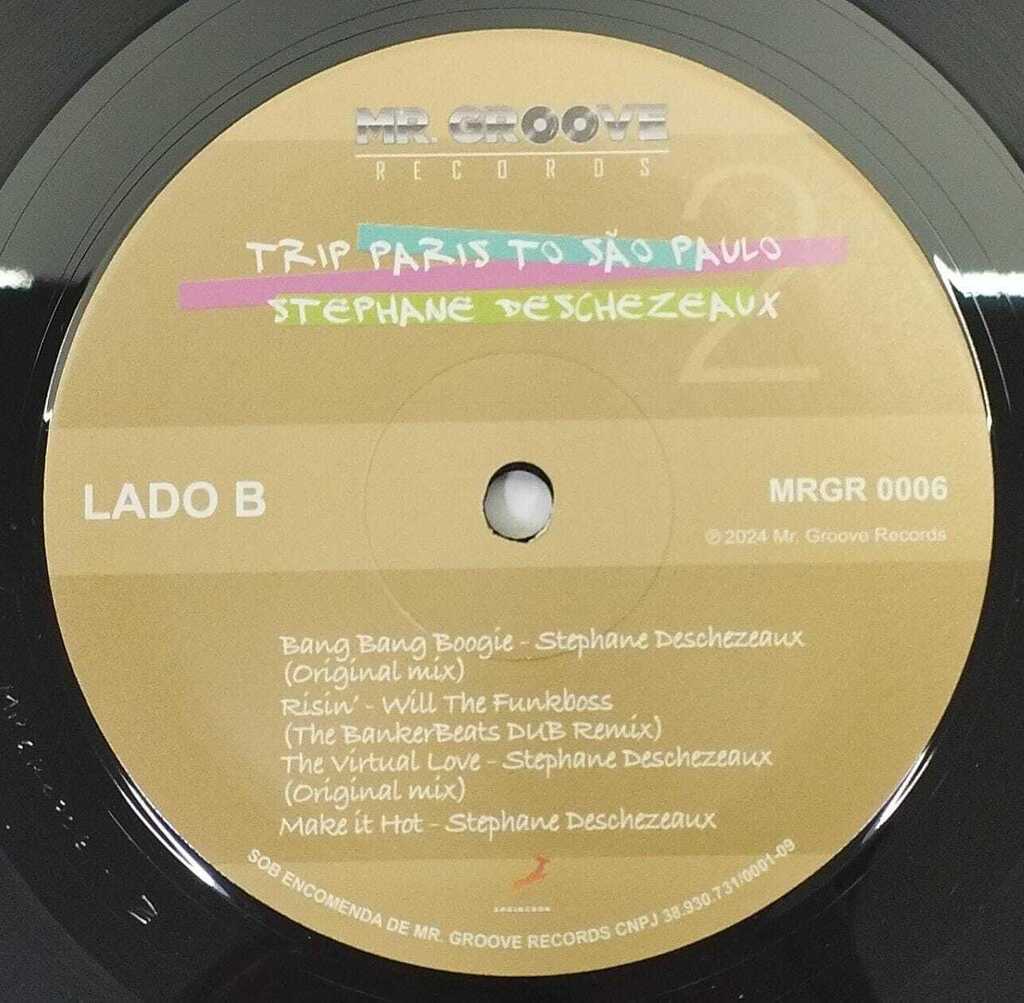 MR. GROOVE
RECORDS
2
TRIP PARIS TO SÃO PAULO
STEPHANE DESCHEZEAUX
LADO B
MRGR 0006
℗ 2024 Mr. Groove Records
Bang Bang Boogie - Stephane Deschezeaux
(Original mix)
Risin' - Will The Funkboss
(The BankerBeats DUB Remix)
The Virtual Love - Stephane Deschezeaux
(Original mix)
Make it Hot - Stephane Deschezeaux
SOB ENCOMENDA DE MR. GROOVE RECORDS CNPJ 38.930.731/0001-09